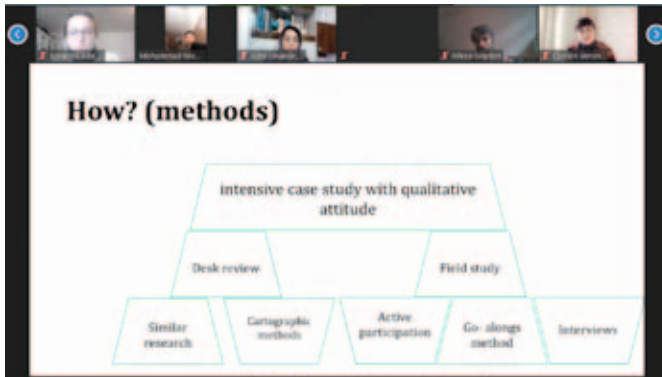 Mohammad
How? (methods)
intensive case study with qualitative
attitude
Desk review
Field study
Similar
research
Cartographic
methods
Active
participation
Go- alongs
method
Interviews